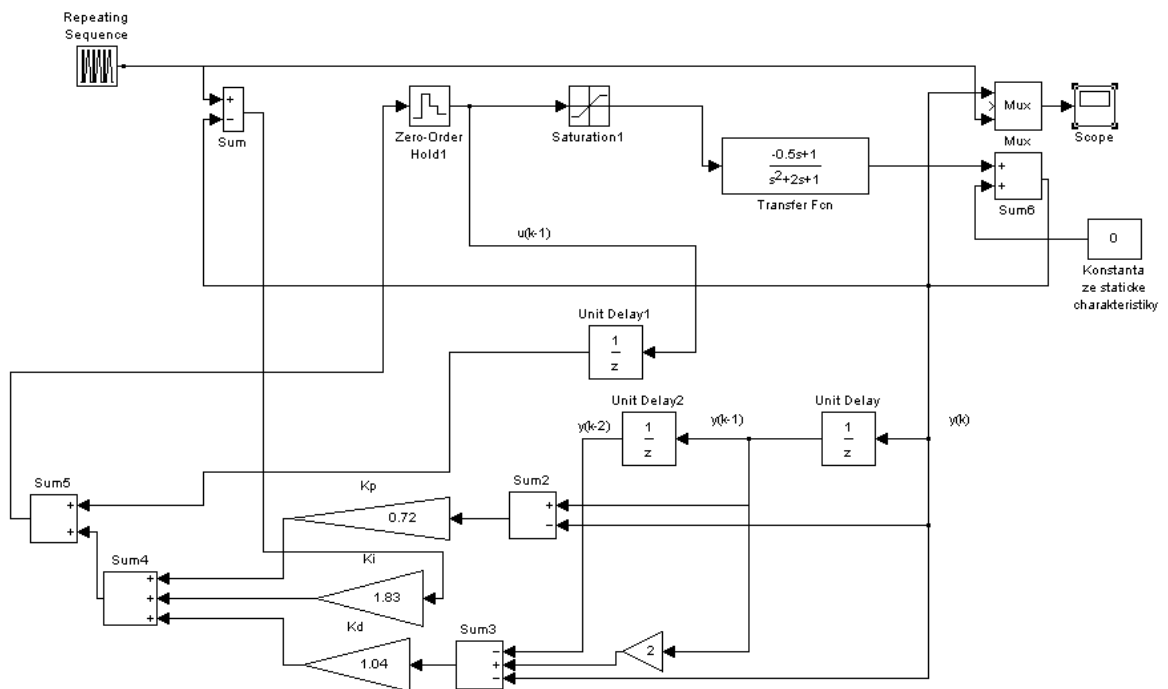 Repeating
Sequence
+
−
Sum
Zero-Order
Hold1
Saturation1
-0.5s+1
s²+2s+1
Transfer Fcn
Mux
Mux
Scope
+
+
Sum6
0
Konstanta
ze staticke
charakteristiky
u(k-1)
Unit Delay1
1
z
Unit Delay2
1
z
y(k-2)
y(k-1)
Unit Delay
1
z
y(k)
Sum5
+
+
Kp
0.72
Sum2
+
−
Sum4
+
+
+
Ki
1.83
Kd
1.04
Sum3
−
+
−
2